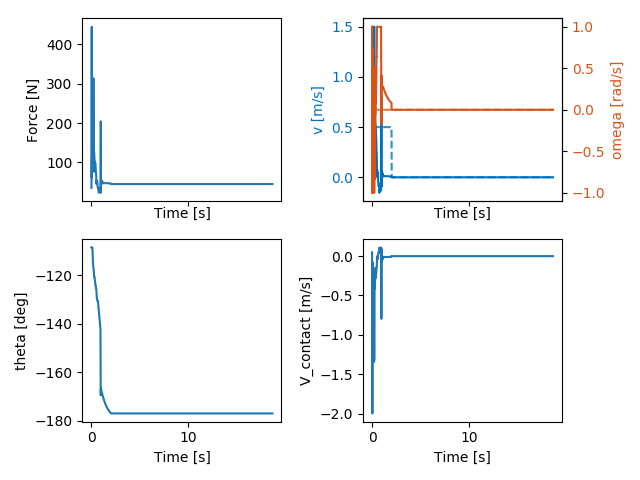 400
300
200
100
Force [N]
Time [s]
1.5
1.0
0.5
0.0
v [m/s]
1.0
0.5
0.0
−0.5
−1.0
omega [rad/s]
Time [s]
−120
−140
−160
−180
theta [deg]
0 10
Time [s]
0.0
−0.5
−1.0
−1.5
−2.0
V_contact [m/s]
0 10
Time [s]